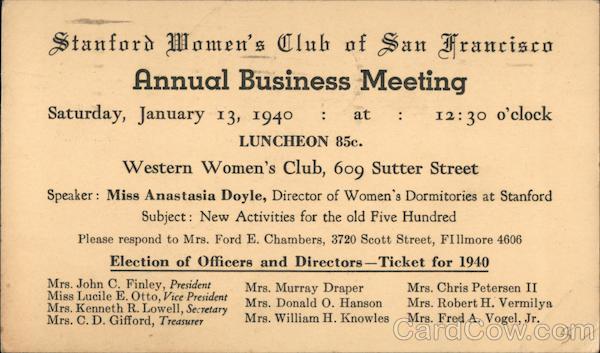 Stanford Women's Club of San Francisco
Annual Business Meeting
Saturday, January 13, 1940 : at : 12:30 o'clock
LUNCHEON 85c.
Western Women's Club, 609 Sutter Street
Speaker: Miss Anastasia Doyle, Director of Women's Dormitories at Stanford
Subject: New Activities for the old Five Hundred
Please respond to Mrs. Ford E. Chambers, 3720 Scott Street, FIllmore 4606
Election of Officers and Directors—Ticket for 1940
Mrs. John C. Finley, President
Miss Lucile E. Otto, Vice President
Mrs. Kenneth R. Lowell, Secretary
Mrs. C. D. Gifford, Treasurer
Mrs. Murray Draper
Mrs. Donald O. Hanson
Mrs. William H. Knowles
Mrs. Chris Petersen II
Mrs. Robert H. Vermilya
Mrs. Fred A. Vogel, Jr.
CardCow.com